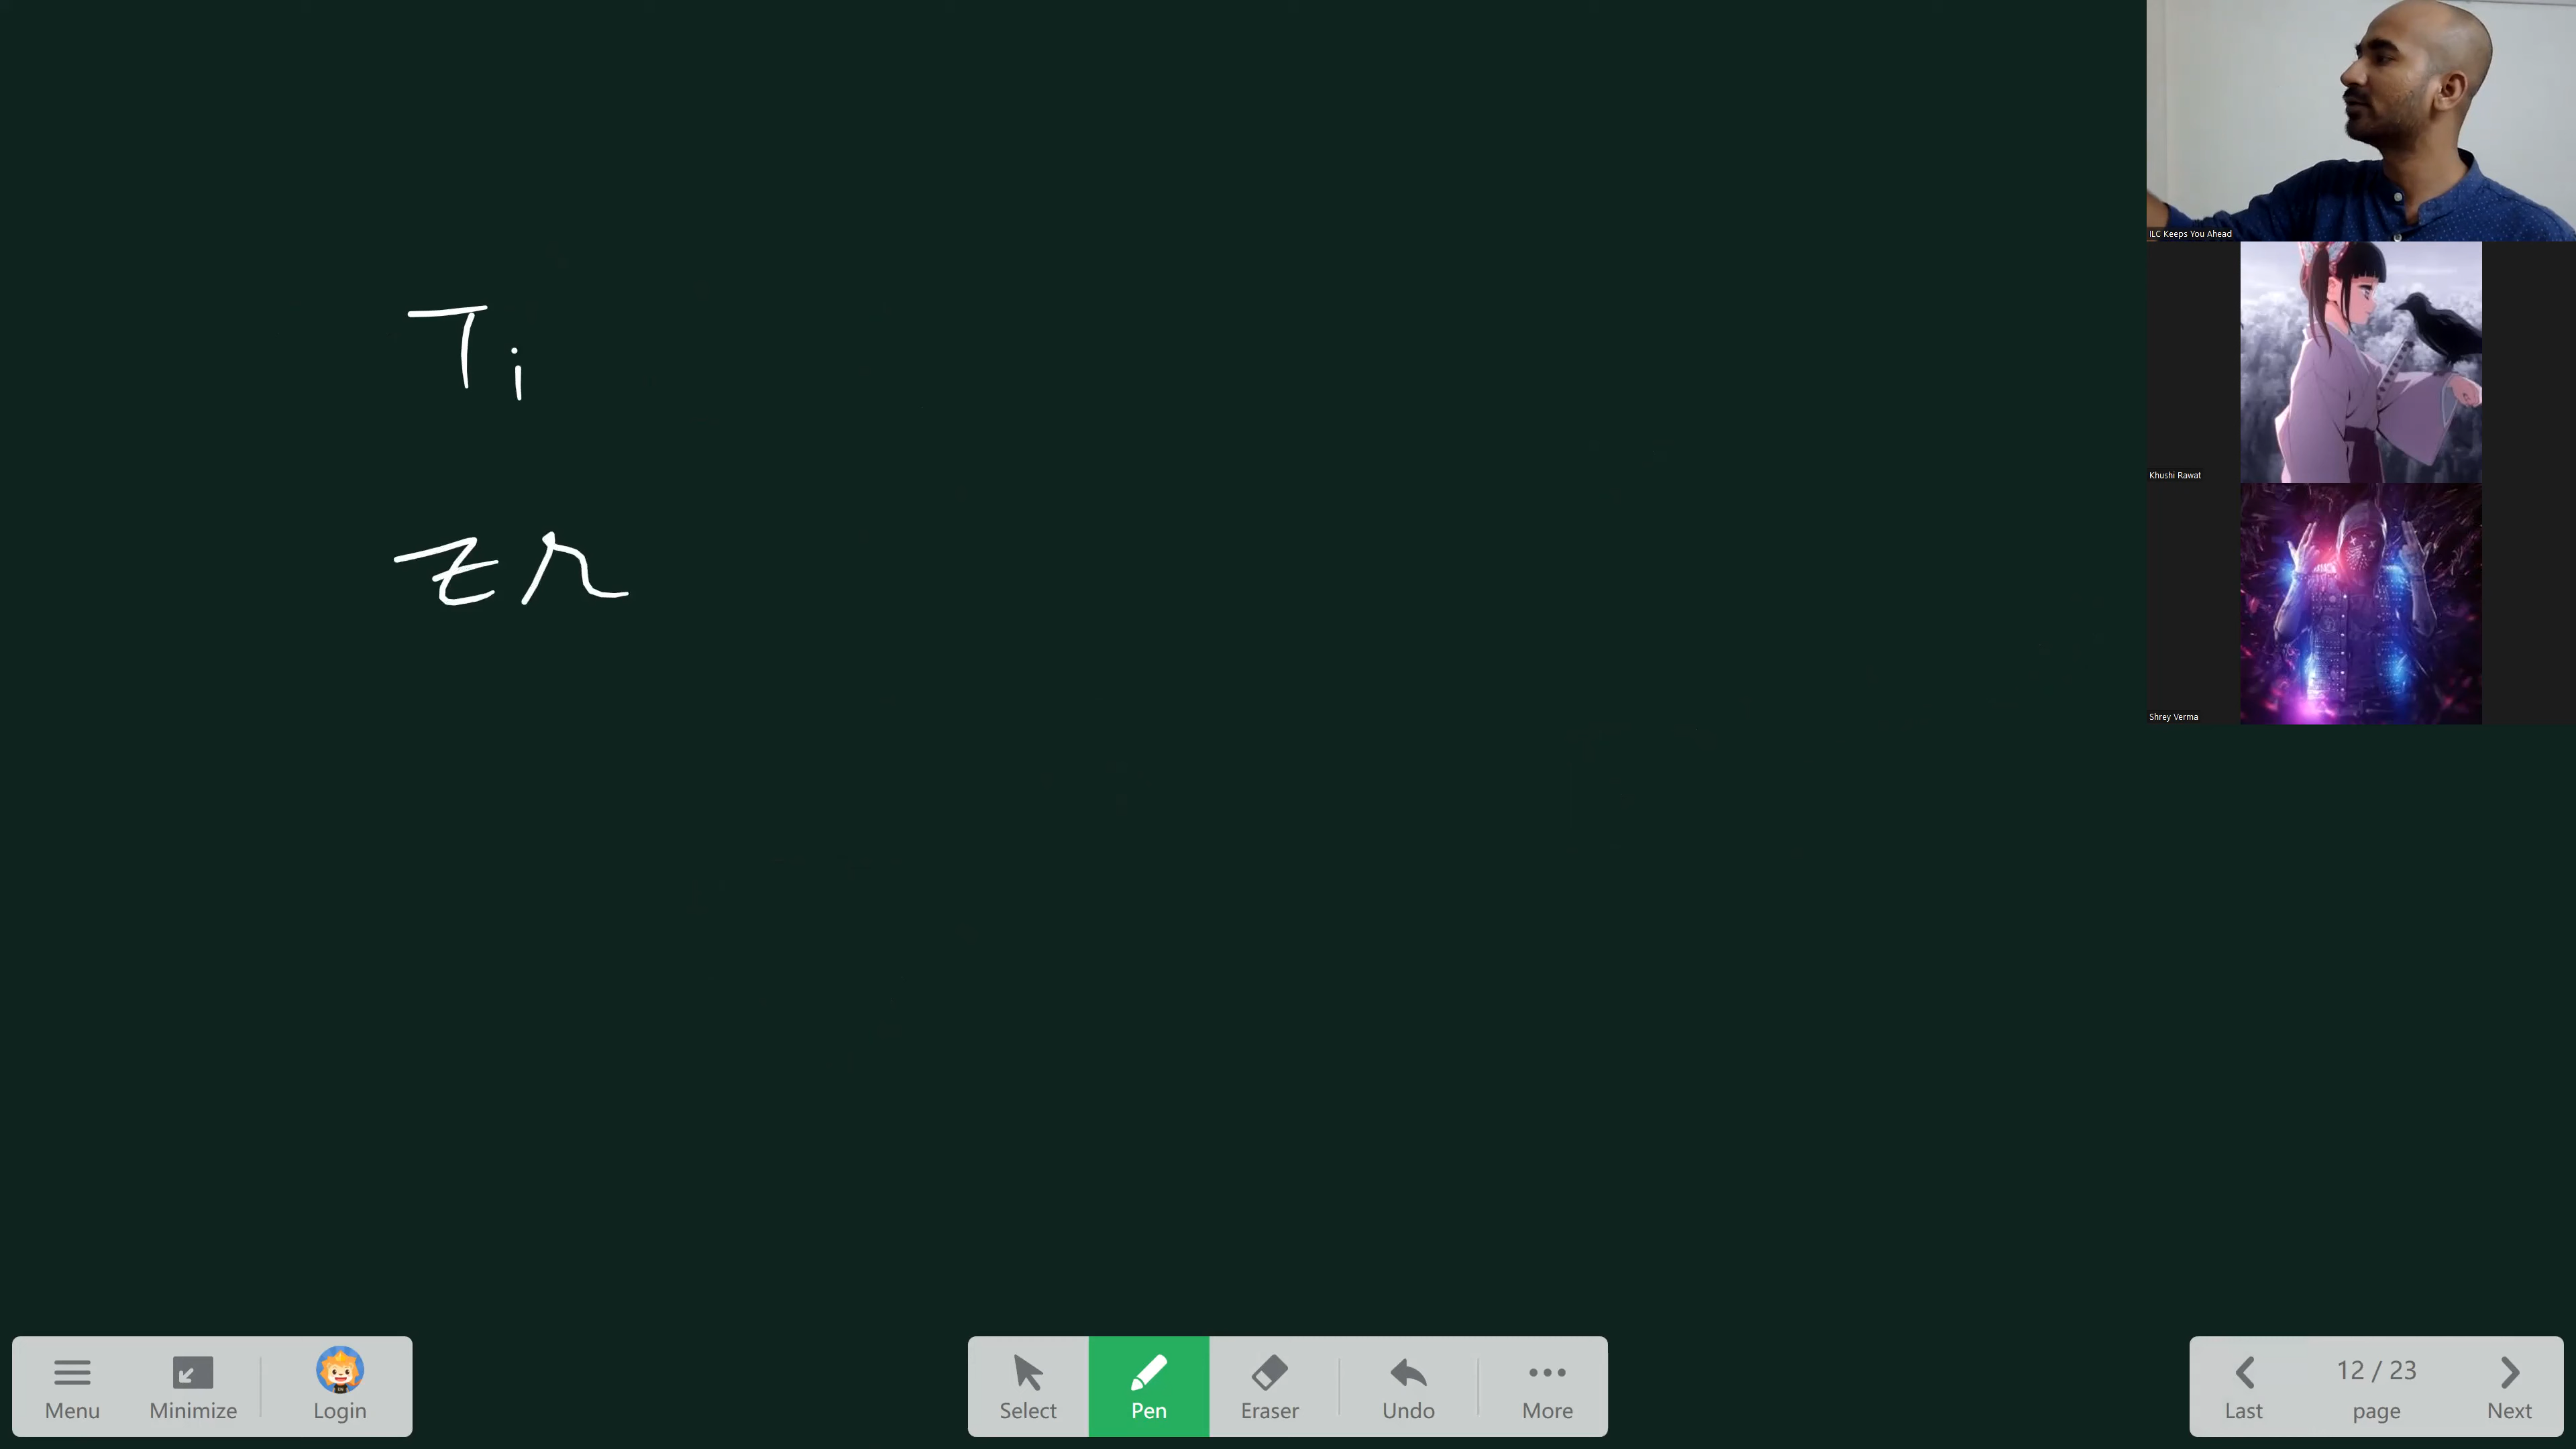 Ti
Zr
ILC Keeps You Ahead
Khushi Rawat
Shrey Verma
Menu Minimize Login Select Pen Eraser Undo More Last 12 / 23 page Next